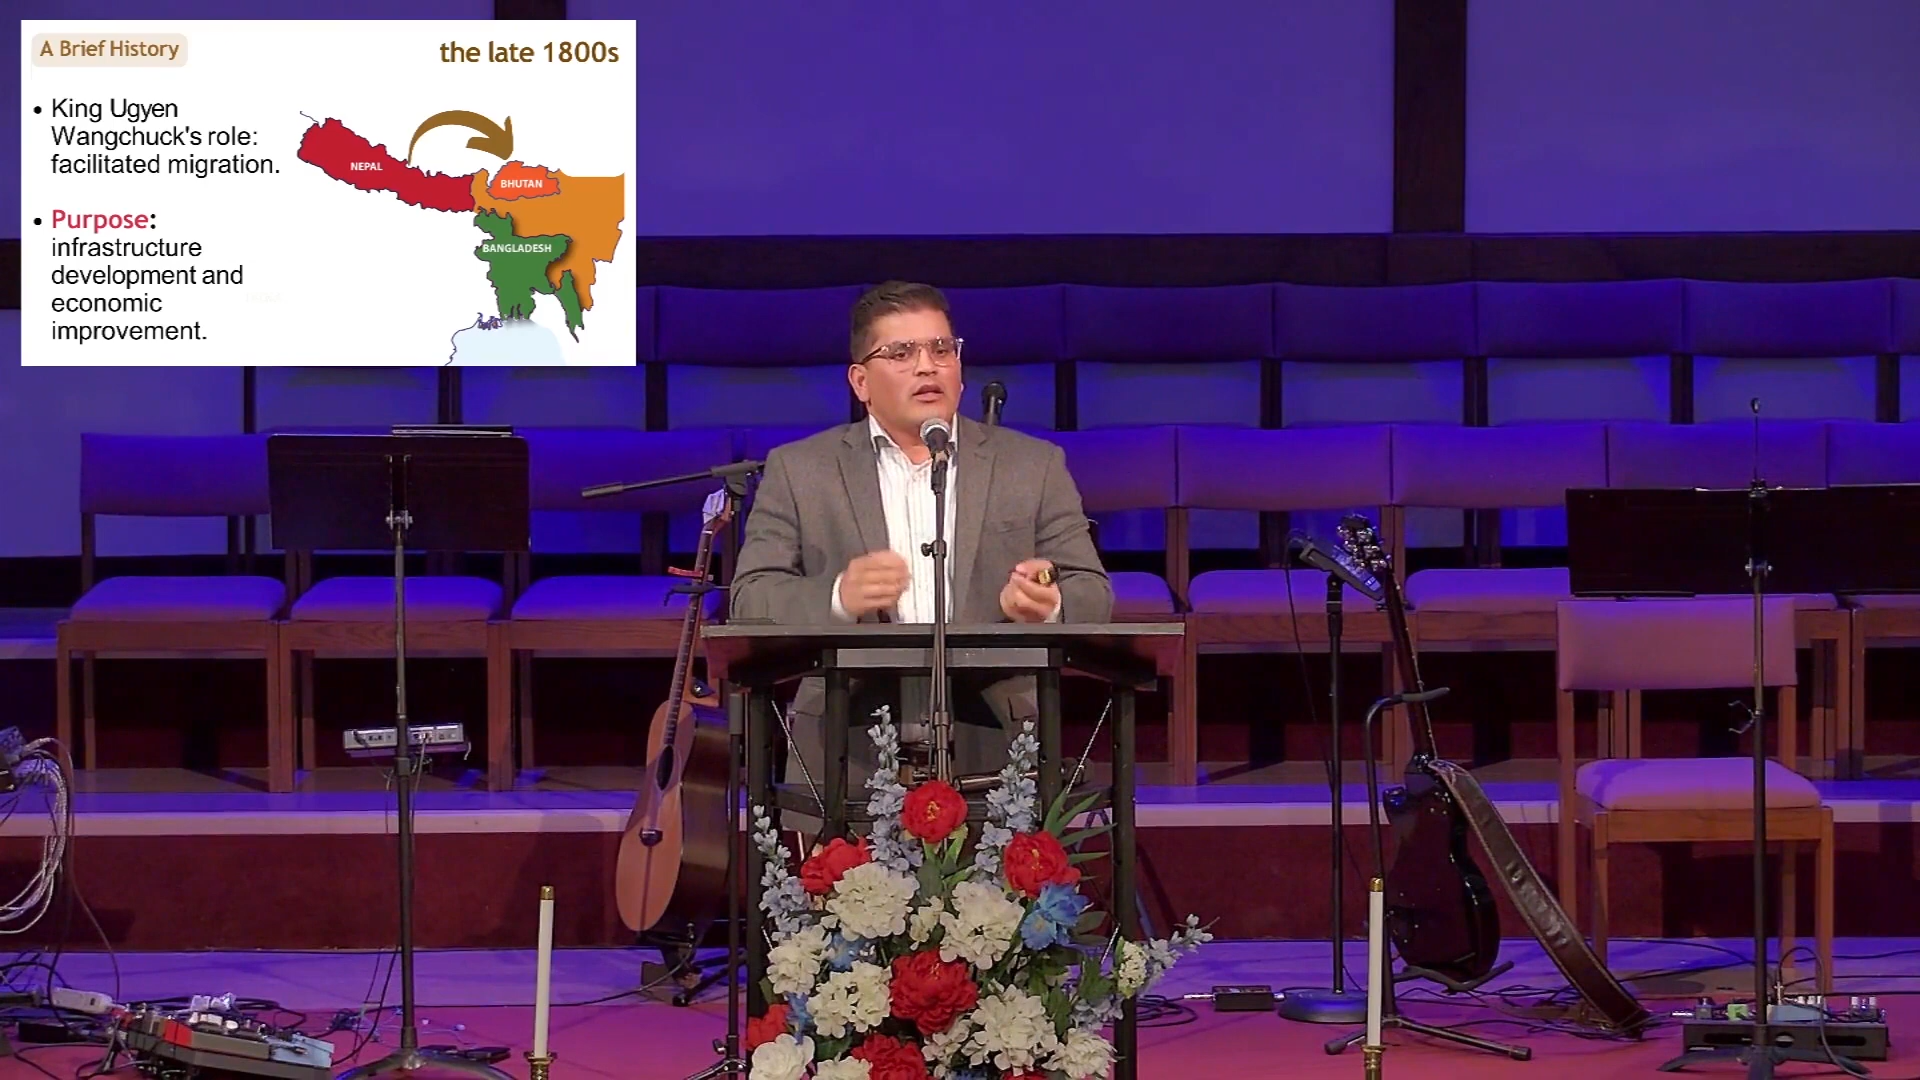 A Brief History
the late 1800s
• King Ugyen
Wangchuck's role:
facilitated migration.
• Purpose:
infrastructure
development and
economic
improvement.
NEPAL
BHUTAN
BANGLADESH